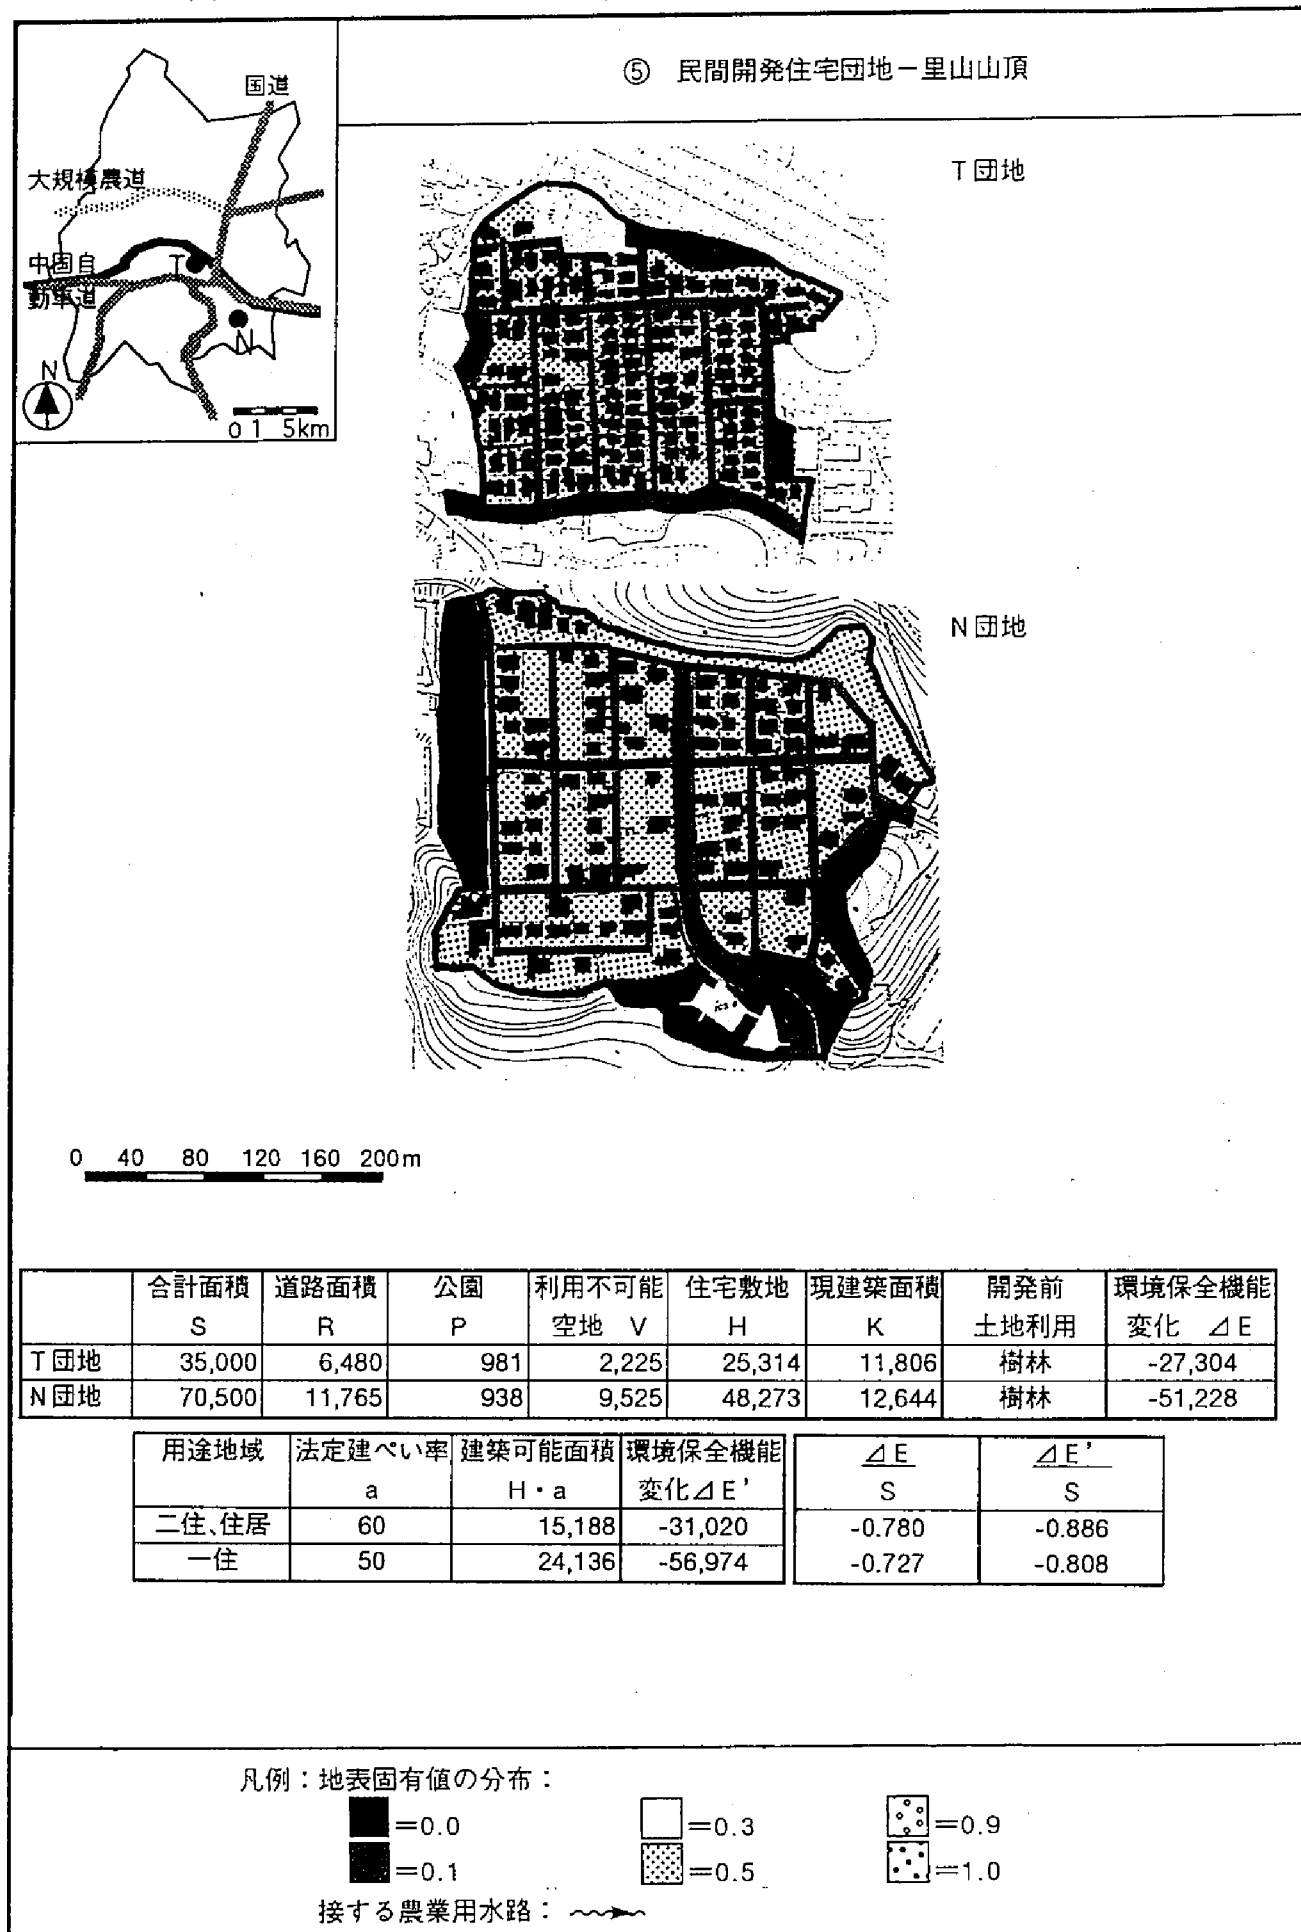 ⑤ 民間開発住宅団地－里山山頂
国道
大規模農道
中国自
動車道
T
N
N
0 1 5km
T団地
N団地
0 40 80 120 160 200m
合計面積 道路面積 公園 利用不可能 住宅敷地 現建築面積 開発前 環境保全機能
S R P 空地 V H K 土地利用 変化 ⊿E
T団地 35,000 6,480 981 2,225 25,314 11,806 樹林 -27,304
N団地 70,500 11,765 938 9,525 48,273 12,644 樹林 -51,228
用途地域 法定建ぺい率 建築可能面積 環境保全機能 ⊿E ⊿E'
a H・a 変化⊿E' S S
二住、住居 60 15,188 -31,020 -0.780 -0.886
一住 50 24,136 -56,974 -0.727 -0.808
凡例：地表固有値の分布：
＝0.0 ＝0.3 ＝0.9
＝0.1 ＝0.5 ＝1.0
接する農業用水路：